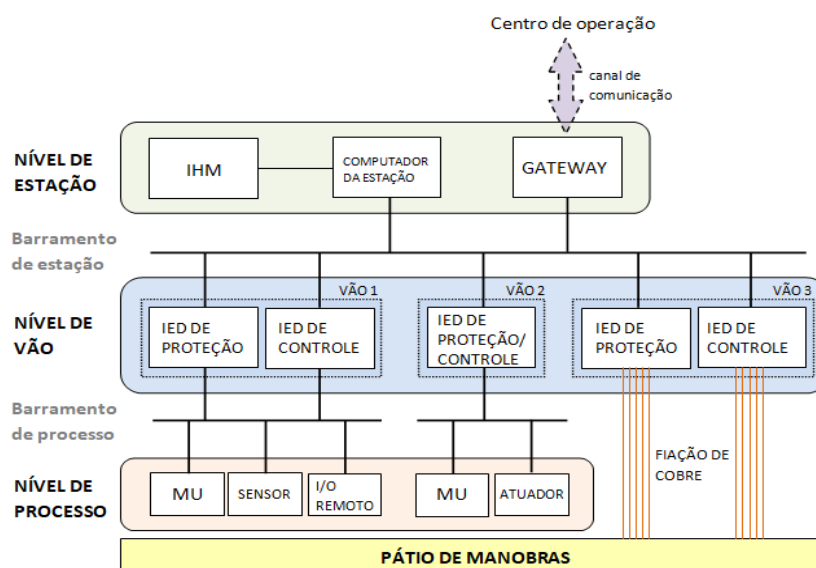 Centro de operação
canal de
comunicação
NÍVEL DE
ESTAÇÃO
IHM
COMPUTADOR
DA ESTAÇÃO
GATEWAY
Barramento
de estação
VÃO 1
VÃO 2
VÃO 3
NÍVEL DE
VÃO
IED DE
PROTEÇÃO
IED DE
CONTROLE
IED DE
PROTEÇÃO/
CONTROLE
IED DE
PROTEÇÃO
IED DE
CONTROLE
Barramento
de processo
FIAÇÃO DE
COBRE
NÍVEL DE
PROCESSO
MU
SENSOR
I/O
REMOTO
MU
ATUADOR
PÁTIO DE MANOBRAS